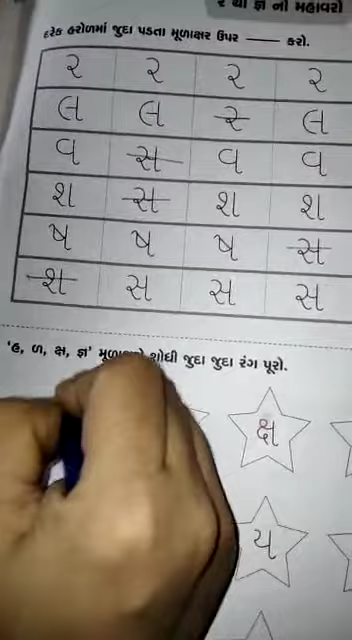 ર થી જ્ઞ નો મહાવરો
દરેક હરોળમાં જુદા પડતા મૂળાક્ષર ઉપર —— કરો.
ર ર ર ર
લ લ ર લ
વ સ વ વ
શ સ શ શ
ષ ષ ષ સ
શ સ સ સ
'હ, ળ, ક્ષ, જ્ઞ' શોધી જુદા જુદા રંગ પૂરો.
ક્ષ
ય